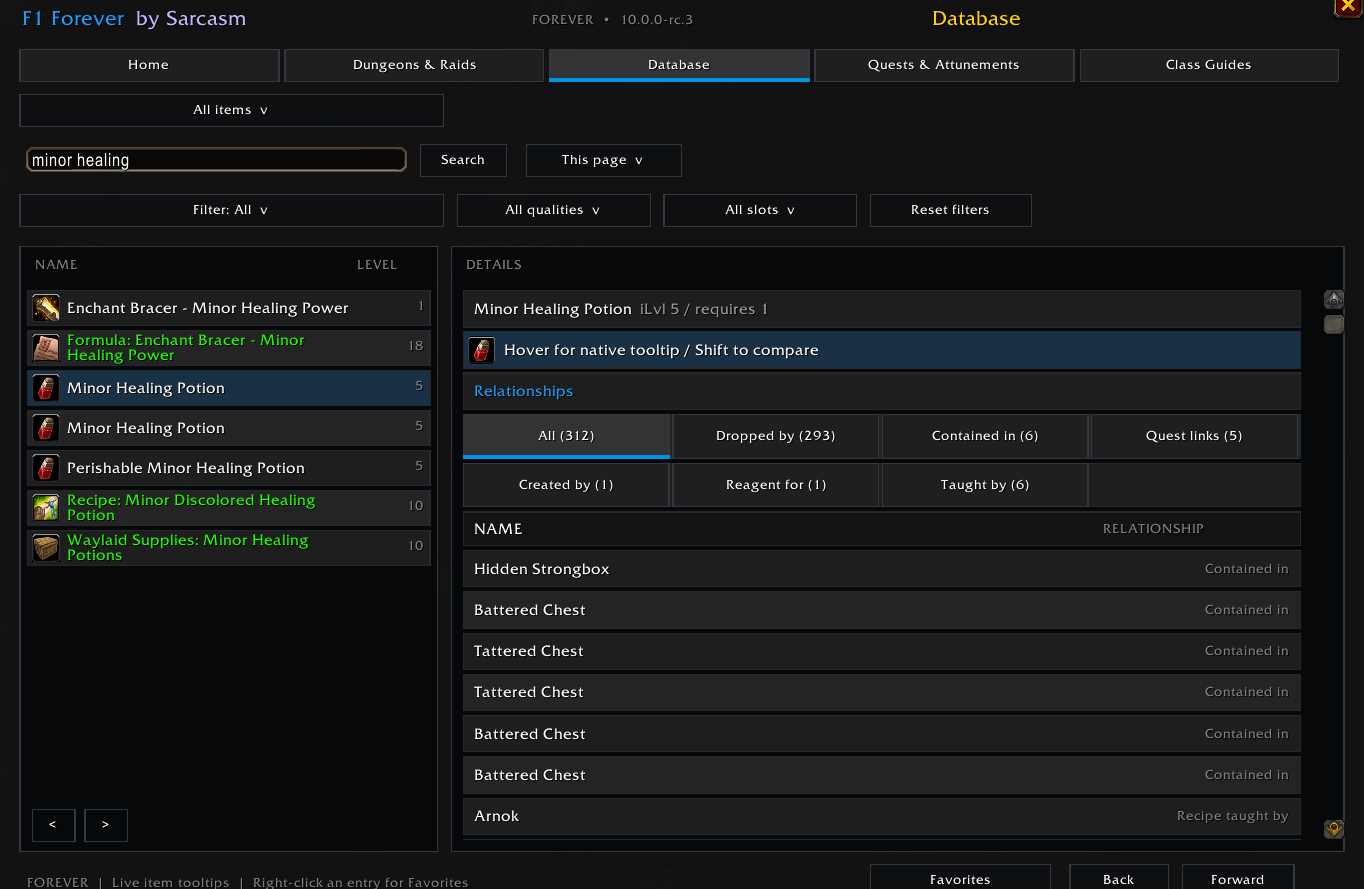 F1 Forever by Sarcasm
FOREVER • 10.0.0-rc.3
Database
Home
Dungeons & Raids
Database
Quests & Attunements
Class Guides
All items v
minor healing
Search
This page v
Filter: All v
All qualities v
All slots v
Reset filters
NAME LEVEL
Enchant Bracer - Minor Healing Power 1
Formula: Enchant Bracer - Minor
Healing Power
18
Minor Healing Potion 5
Minor Healing Potion 5
Perishable Minor Healing Potion 5
Recipe: Minor Discolored Healing
Potion
10
Waylaid Supplies: Minor Healing
Potions
10
< >
DETAILS
Minor Healing Potion iLvl 5 / requires 1
Hover for native tooltip / Shift to compare
Relationships
All (312)
Dropped by (293)
Contained in (6)
Quest links (5)
Created by (1)
Reagent for (1)
Taught by (6)
NAME RELATIONSHIP
Hidden Strongbox Contained in
Battered Chest Contained in
Tattered Chest Contained in
Tattered Chest Contained in
Battered Chest Contained in
Battered Chest Contained in
Arnok Recipe taught by
FOREVER | Live item tooltips | Right-click an entry for Favorites
Favorites
Back
Forward